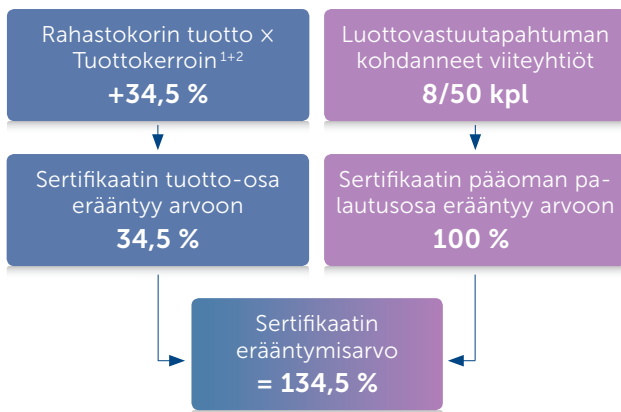 Rahastokorin tuotto ×
Tuottokerroin¹⁺²
+34,5 %
Luottovastuutapahtuman
kohdanneet viiteyhtiöt
8/50 kpl
Sertifikaatin tuotto-osa
erääntyy arvoon
34,5 %
Sertifikaatin pääoman pa-
lautusosa erääntyy arvoon
100 %
Sertifikaatin
erääntymisarvo
= 134,5 %